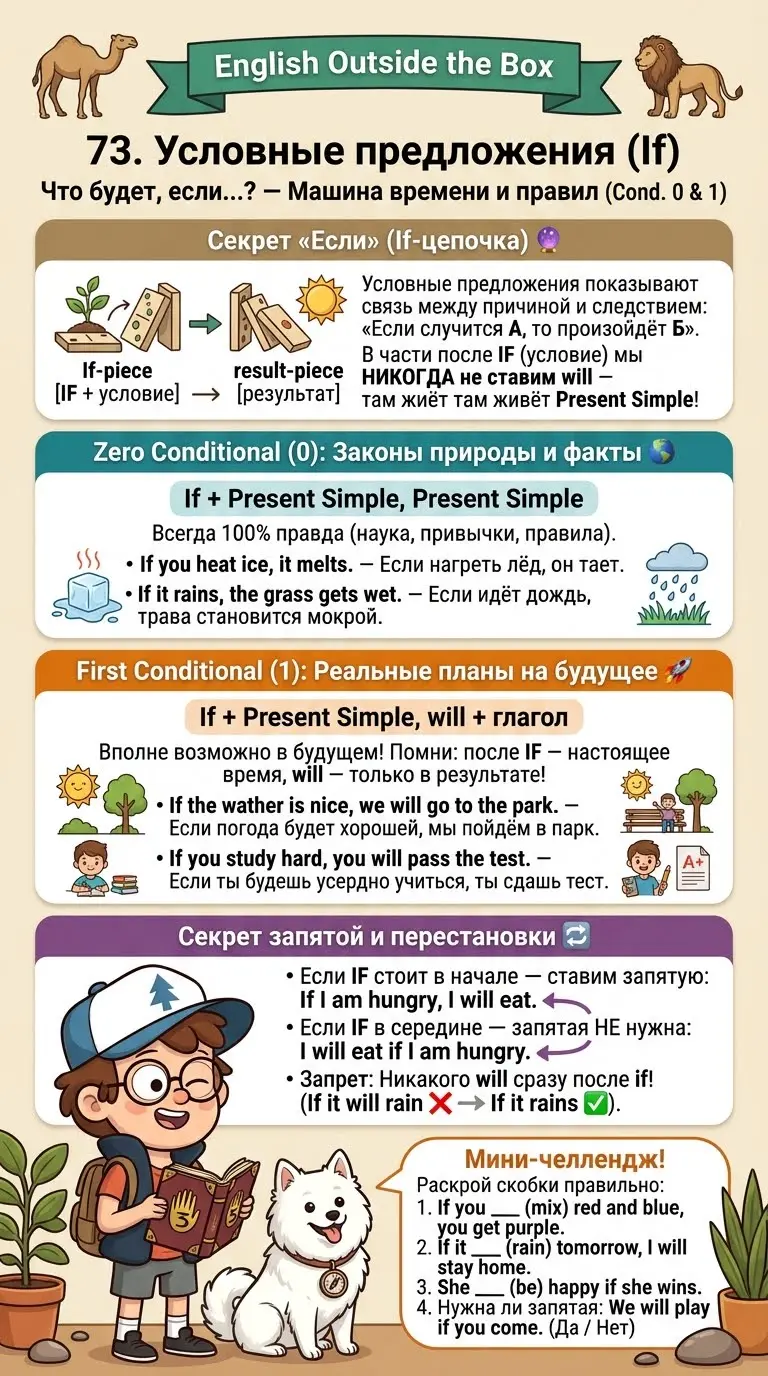 English Outside the Box
73. Условные предложения (If)
Что будет, если...? — Машина времени и правил (Cond. 0 & 1)
Секрет «Если» (If-цепочка) 🔮
If-piece
[IF + условие]
→
result-piece
[результат]
Условные предложения показывают
связь между причиной и следствием:
«Если случится А, то произойдёт Б».
В части после IF (условие) мы
НИКОГДА не ставим will —
там жиёт там живёт Present Simple!
Zero Conditional (0): Законы природы и факты 🌎
If + Present Simple, Present Simple
Всегда 100% правда (наука, привычки, правила).
• If you heat ice, it melts. — Если нагреть лёд, он тает.
• If it rains, the grass gets wet. — Если идёт дождь,
трава становится мокрой.
First Conditional (1): Реальные планы на будущее 🚀
If + Present Simple, will + глагол
Вполне возможно в будущем! Помни: после IF — настоящее
время, will — только в результате!
• If the wather is nice, we will go to the park. —
Если погода будет хорошей, мы пойдём в парк.
• If you study hard, you will pass the test. —
Если ты будешь усердно учиться, ты сдашь тест.
A+
Секрет запятой и перестановки 🔁
• Если IF стоит в начале — ставим запятую:
If I am hungry, I will eat.
• Если IF в середине — запятая НЕ нужна:
I will eat if I am hungry.
• Запрет: Никакого will сразу после if!
(If it will rain ❌ → If it rains ✅).
3
Мини-челлендж!
Раскрой скобки правильно:
1. If you ___ (mix) red and blue,
you get purple.
2. If it ___ (rain) tomorrow, I will
stay home.
3. She ___ (be) happy if she wins.
4. Нужна ли запятая: We will play
if you come. (Да / Нет)